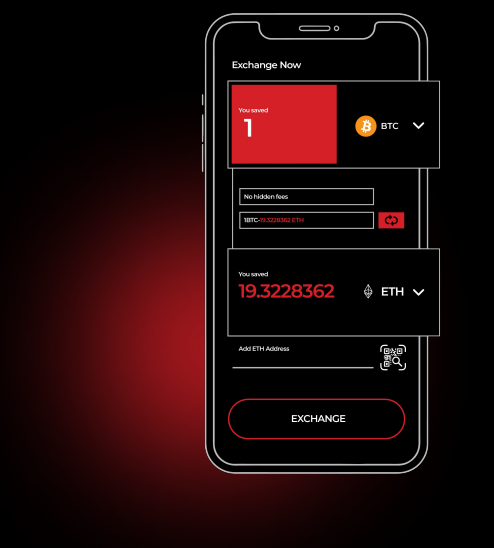 Exchange Now
You saved
1
BTC
No hidden fees
1BTC-19.3228362 ETH
You saved
19.3228362
ETH
Add ETH Address
EXCHANGE